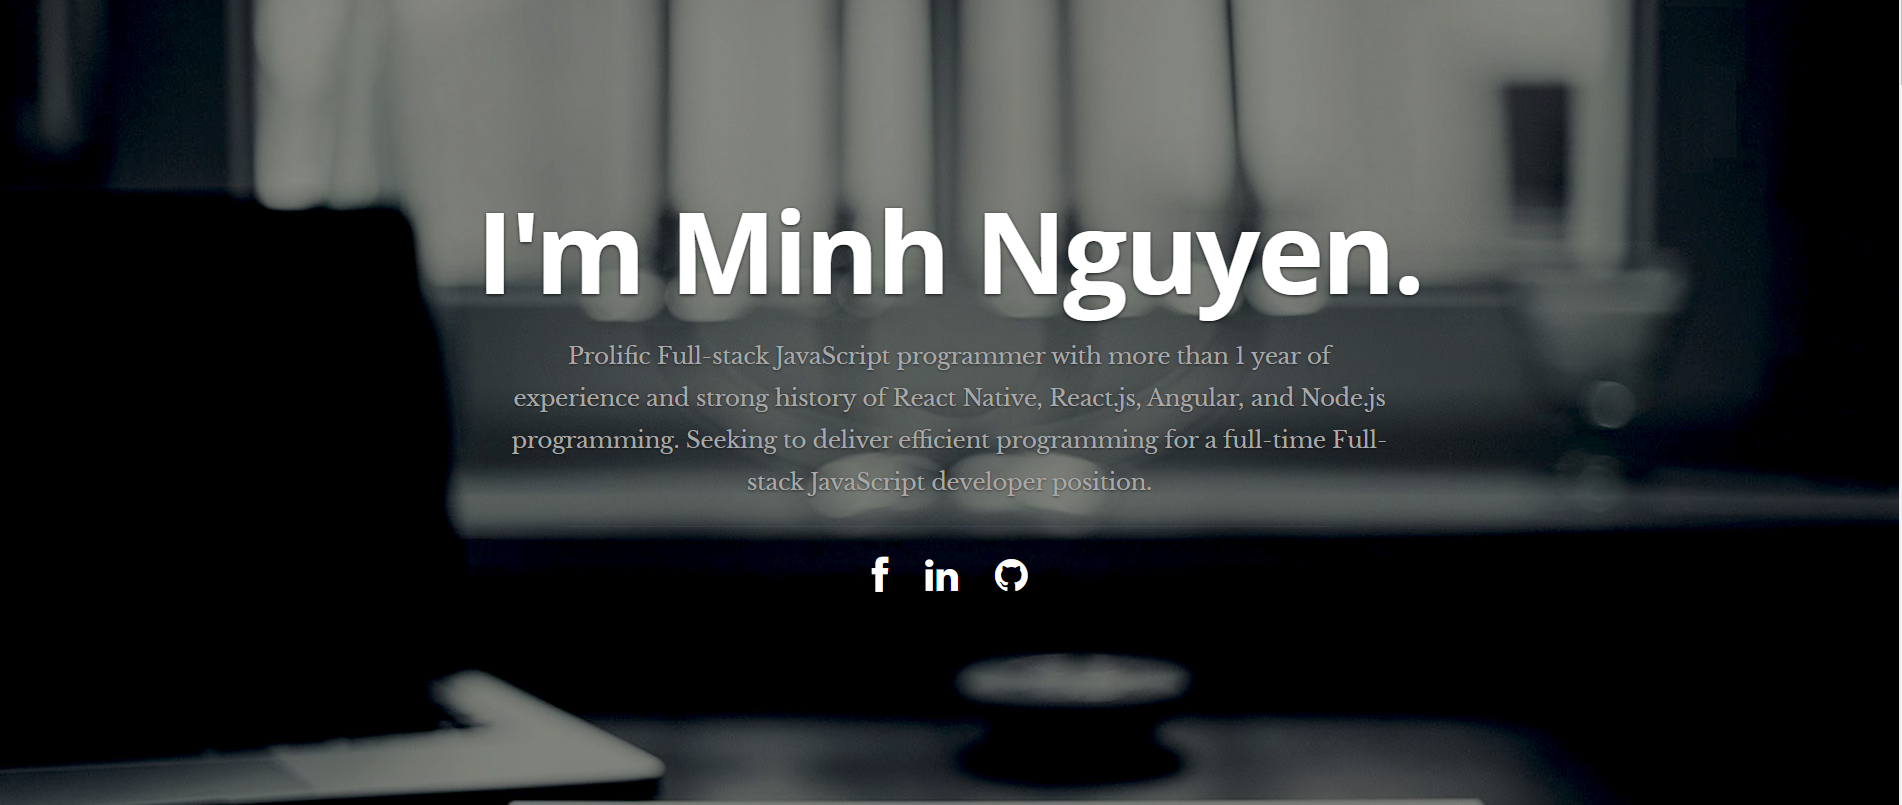 I'm Minh Nguyen.
Prolific Full-stack JavaScript programmer with more than 1 year of
experience and strong history of React Native, React.js, Angular, and Node.js
programming. Seeking to deliver efficient programming for a full-time Full-
stack JavaScript developer position.
f in